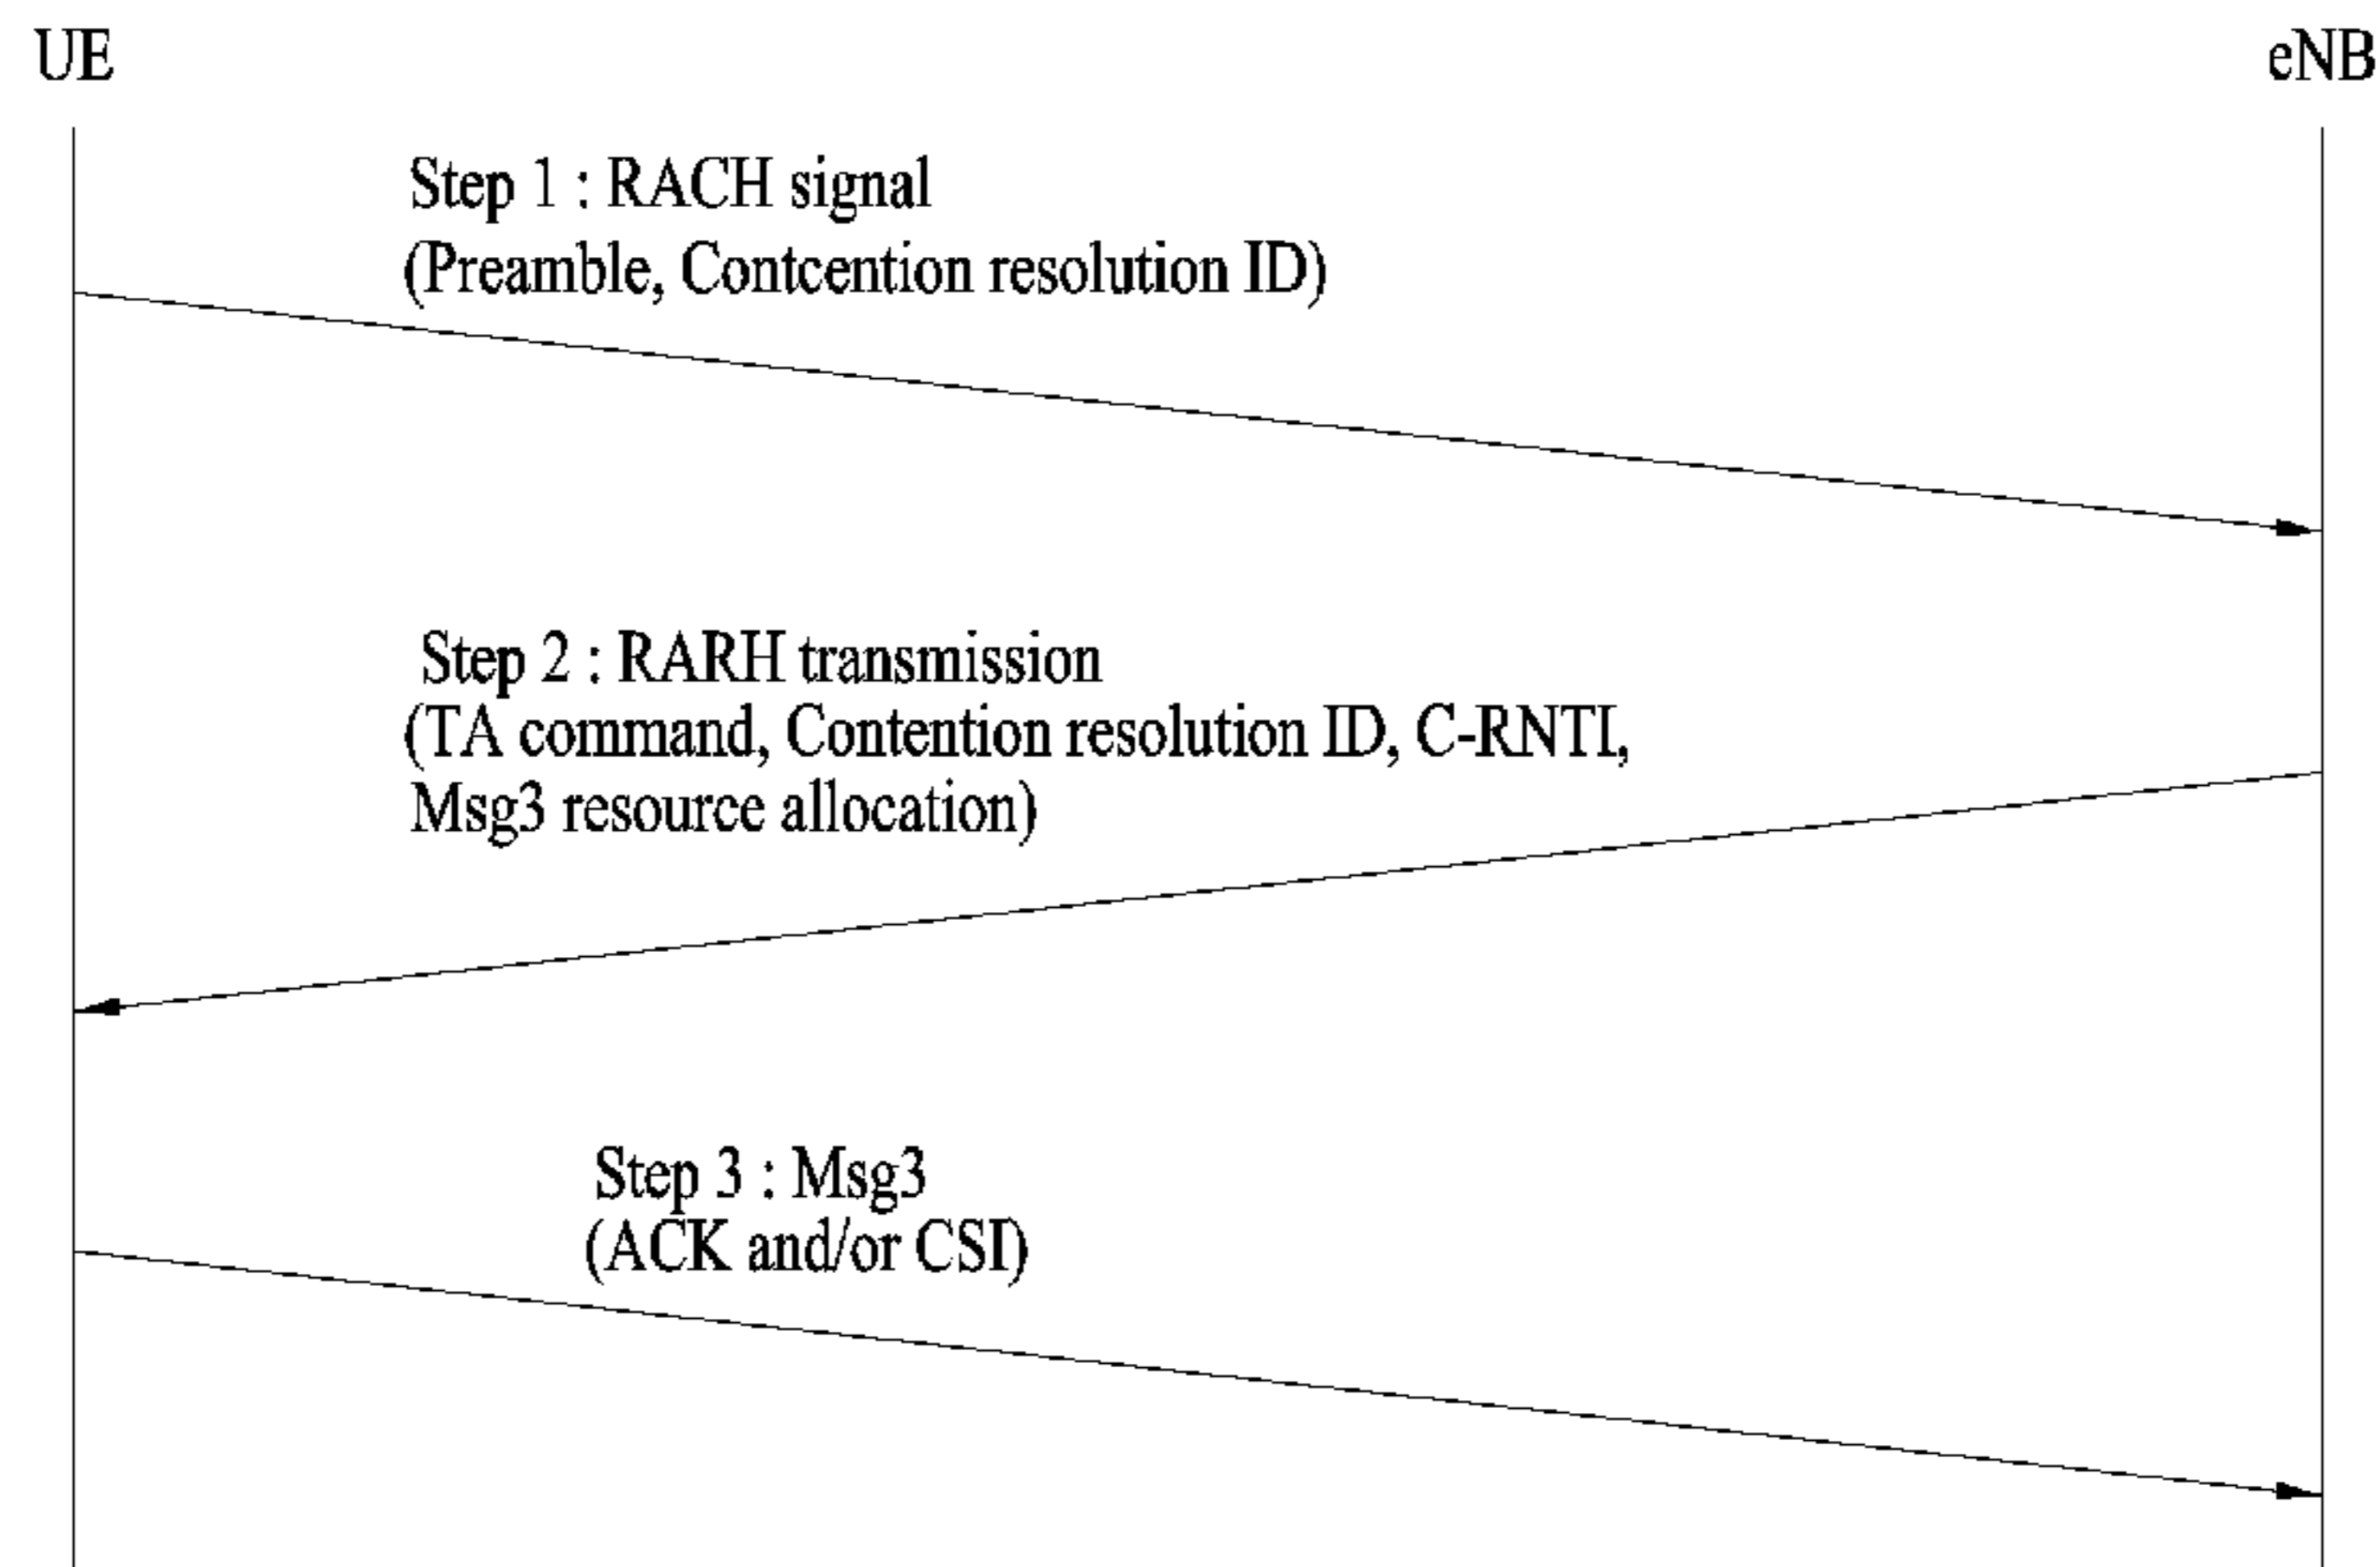 UE
eNB
Step 1 : RACH signal
(Preamble, Contcention resolution ID)
Step 2 : RARH transmission
(TA command, Contention resolution ID, C-RNTI,
Msg3 resource allocation)
Step 3 : Msg3
(ACK and/or CSI)